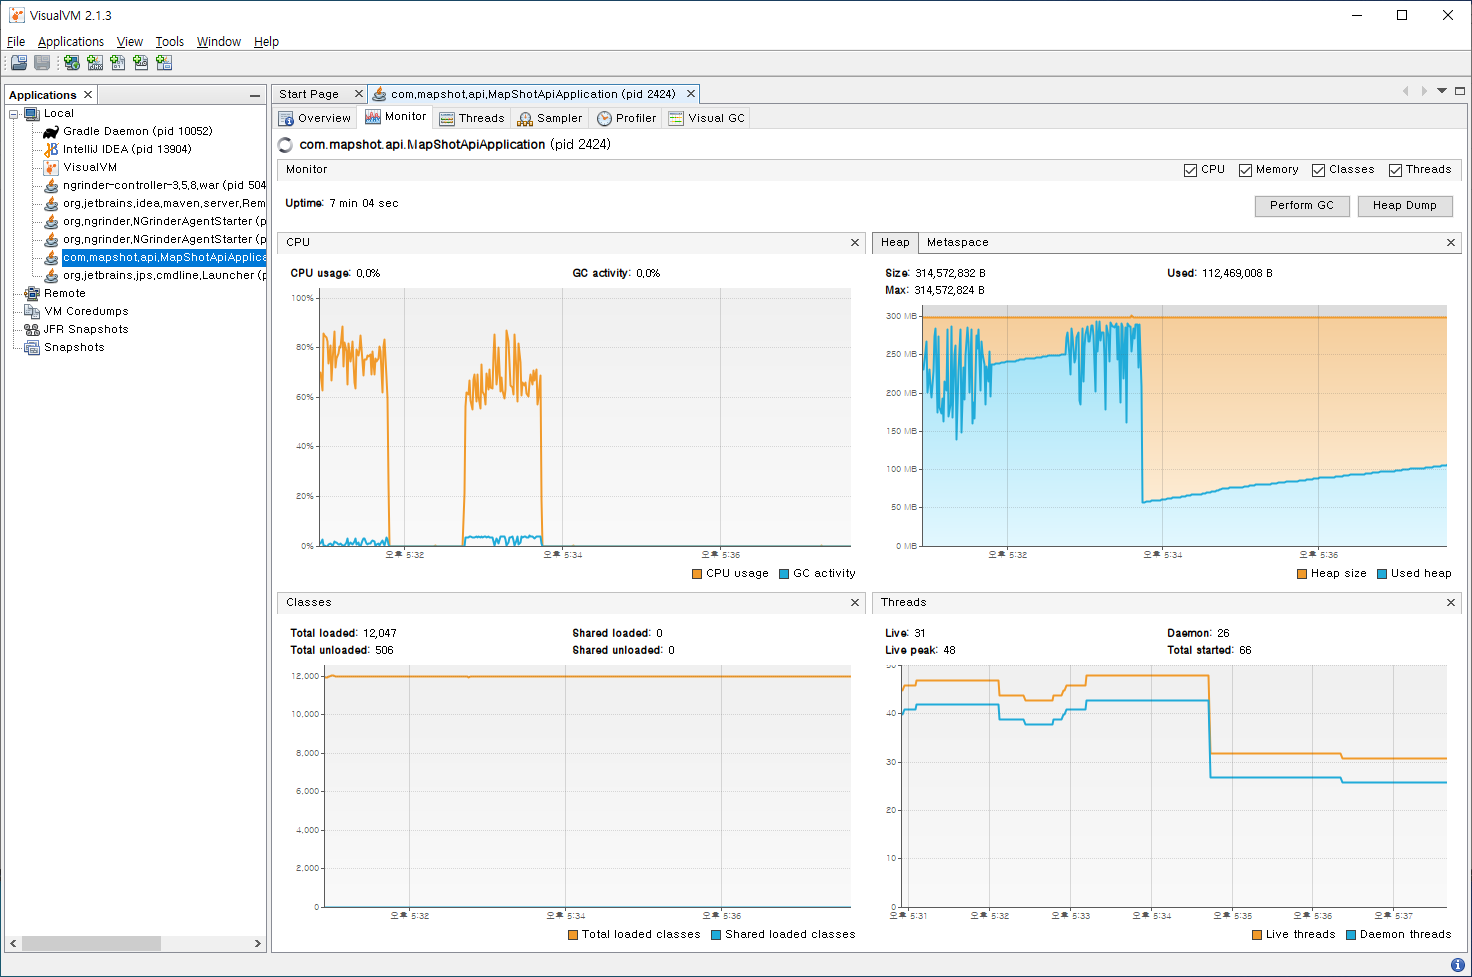 VisualVM 2.1.3
File Applications View Tools Window Help
Applications
Local
Gradle Daemon (pid 10052)
IntelliJ IDEA (pid 13904)
VisualVM
ngrinder-controller-3,5,8,war (pid 504
org,jetbrains,idea,maven,server,Rem
org,ngrinder,NGrinderAgentStarter (p
org,ngrinder,NGrinderAgentStarter (p
com,mapshot,api,MapShotApiApplica
org,jetbrains,jps,cmdline,Launcher (p
Remote
VM Coredumps
JFR Snapshots
Snapshots
Start Page
com,mapshot,api,MapShotApiApplication (pid 2424)
Overview Monitor Threads Sampler Profiler Visual GC
com.mapshot.api.MapShotApiApplication (pid 2424)
Monitor
CPU Memory Classes Threads
Uptime: 7 min 04 sec
Perform GC Heap Dump
CPU
CPU usage: 0,0% GC activity: 0,0%
100%
80%
60%
40%
20%
0%
오후 5:32 오후 5:34 오후 5:36
CPU usage GC activity
Heap Metaspace
Size: 314,572,832 B Used: 112,469,008 B
Max: 314,572,824 B
300 MB
250 MB
200 MB
150 MB
100 MB
50 MB
0 MB
오후 5:32 오후 5:34 오후 5:36
Heap size Used heap
Classes
Total loaded: 12,047 Shared loaded: 0
Total unloaded: 506 Shared unloaded: 0
12,000
10,000
8,000
6,000
4,000
2,000
0
오후 5:32 오후 5:34 오후 5:36
Total loaded classes Shared loaded classes
Threads
Live: 31 Daemon: 26
Live peak: 48 Total started: 66
50
40
30
20
10
0
오후 5:31 오후 5:32 오후 5:33 오후 5:34 오후 5:35 오후 5:36 오후 5:37
Live threads Daemon threads